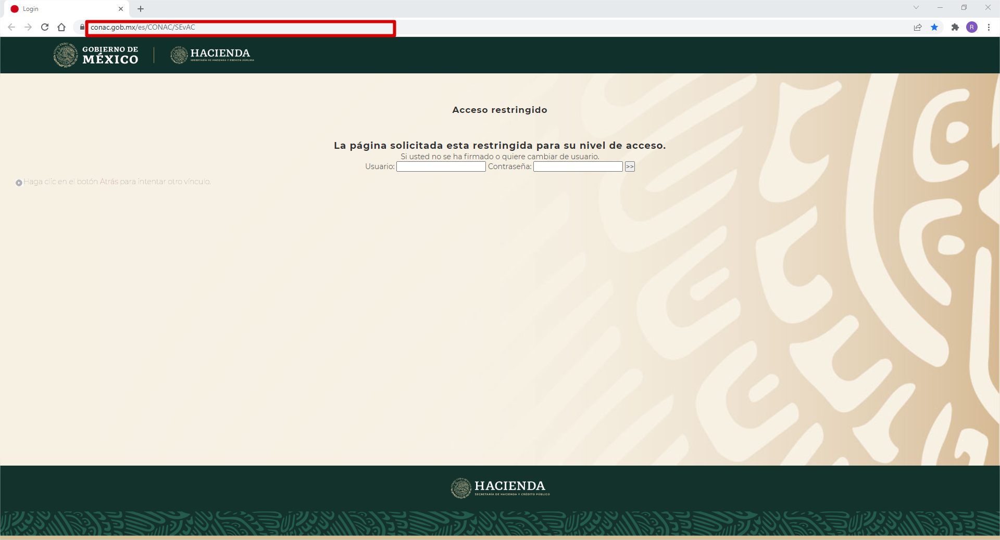 Login
conac.gob.mx/es/CONAC/SEvAC
R
GOBIERNO DE
MÉXICO
HACIENDA
SECRETARÍA DE HACIENDA Y CRÉDITO PÚBLICO
Acceso restringido
La página solicitada esta restringida para su nivel de acceso.
Si usted no se ha firmado o quiere cambiar de usuario.
Usuario: Contraseña: >>
Haga clic en el botón Atrás para intentar otro vínculo.
HACIENDA
SECRETARÍA DE HACIENDA Y CRÉDITO PÚBLICO